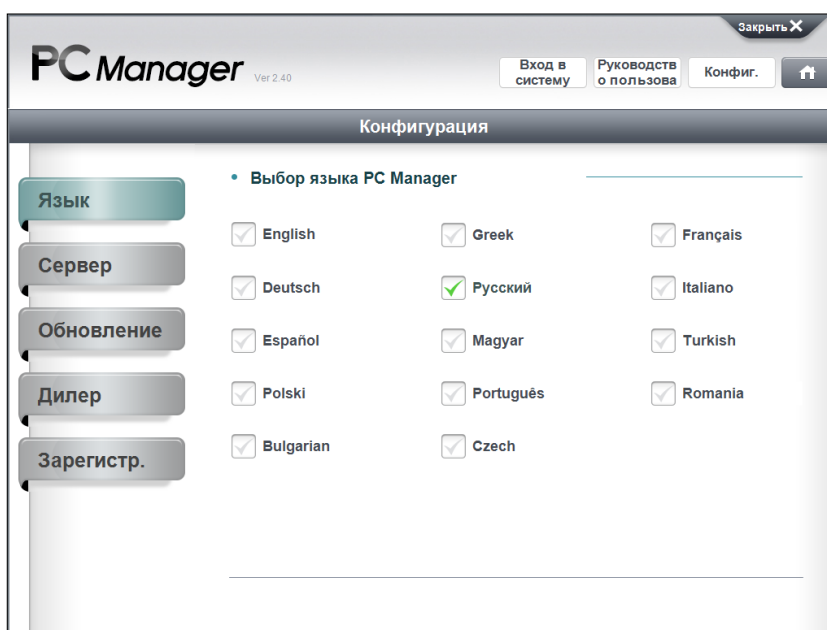 Закрыть X
PC Manager Ver 2.40
Вход в
систему
Руководств
о пользова
Конфиг.
Конфигурация
Язык
Сервер
Обновление
Дилер
Зарегистр.
• Выбор языка PC Manager
English Greek Français
Deutsch Русский Italiano
Español Magyar Turkish
Polski Português Romania
Bulgarian Czech